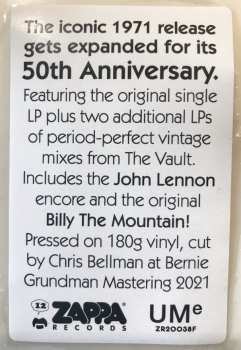 The iconic 1971 release
gets expanded for its
50th Anniversary.
Featuring the original single
LP plus two additional LPs
of period-perfect vintage
mixes from The Vault.
Includes the John Lennon
encore and the original
Billy The Mountain!
Pressed on 180g vinyl, cut
by Chris Bellman at Bernie
Grundman Mastering 2021
12 ZAPPA UMe
RECORDS ZR20038F